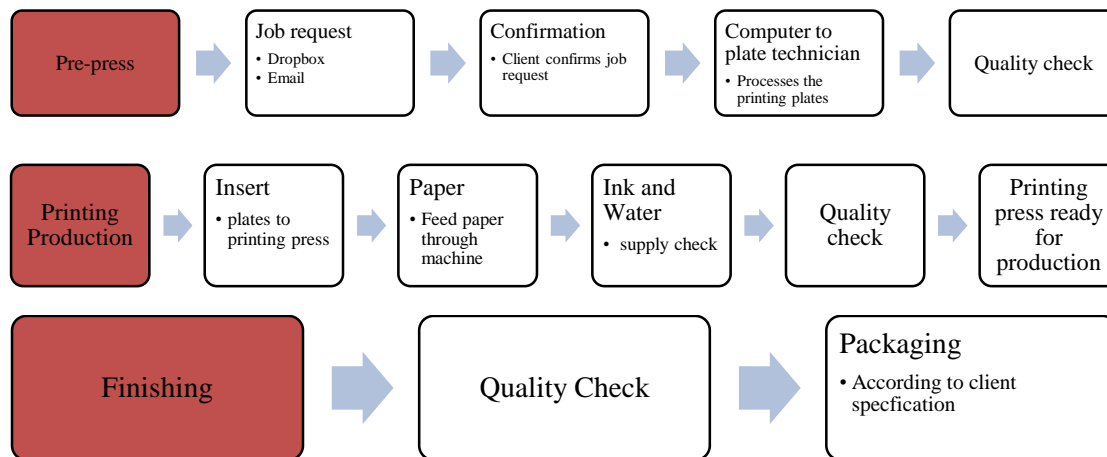 Pre-press
Job request
• Dropbox
• Email
Confirmation
• Client confirms job
request
Computer to
plate technician
• Processes the
printing plates
Quality check
Printing
Production
Insert
• plates to
printing press
Paper
• Feed paper
through
machine
Ink and
Water
• supply check
Quality
check
Printing
press ready
for
production
Finishing
Quality Check
Packaging
• According to client
specfication